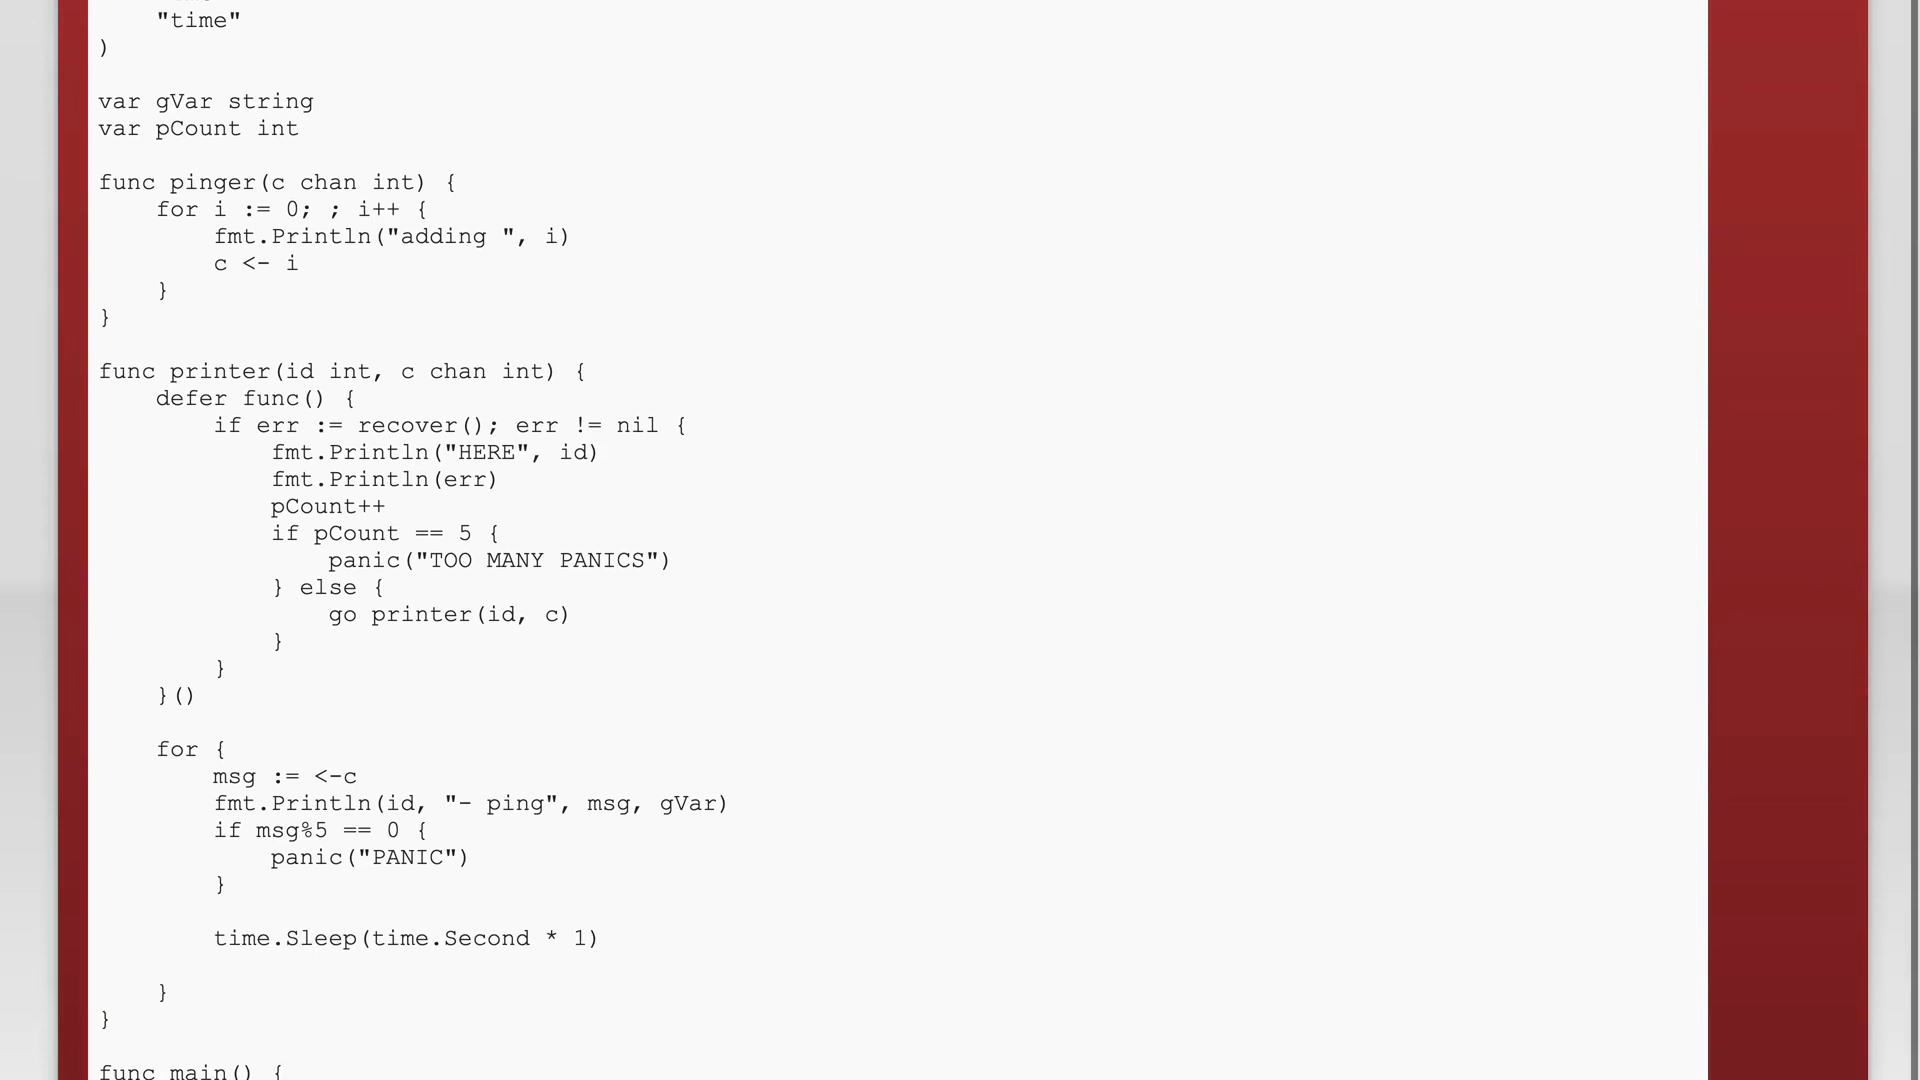 "time"
)
var gVar string
var pCount int
func pinger(c chan int) {
for i := 0; ; i++ {
fmt.Println("adding ", i)
c <- i
}
}
func printer(id int, c chan int) {
defer func() {
if err := recover(); err != nil {
fmt.Println("HERE", id)
fmt.Println(err)
pCount++
if pCount == 5 {
panic("TOO MANY PANICS")
} else {
go printer(id, c)
}
}
}()
for {
msg := <-c
fmt.Println(id, "- ping", msg, gVar)
if msg%5 == 0 {
panic("PANIC")
}
time.Sleep(time.Second * 1)
}
}
func main() {